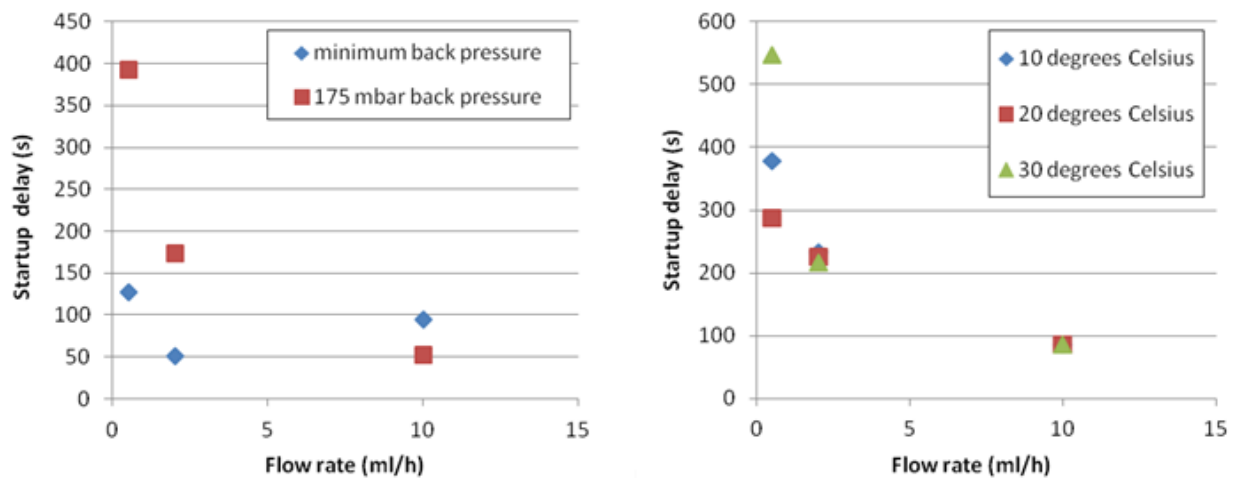 450
400
350
300
250
200
150
100
50
0
Startup delay (s)
minimum back pressure
175 mbar back pressure
0 5 10 15
Flow rate (ml/h)
600
500
400
300
200
100
0
Startup delay (s)
10 degrees Celsius
20 degrees Celsius
30 degrees Celsius
0 5 10 15
Flow rate (ml/h)